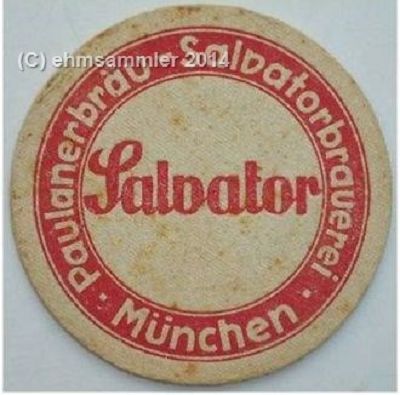 (C) ehmsammler 2014
Paulanerbräu · Salvatorbrauerei ·
Salvator
München ·